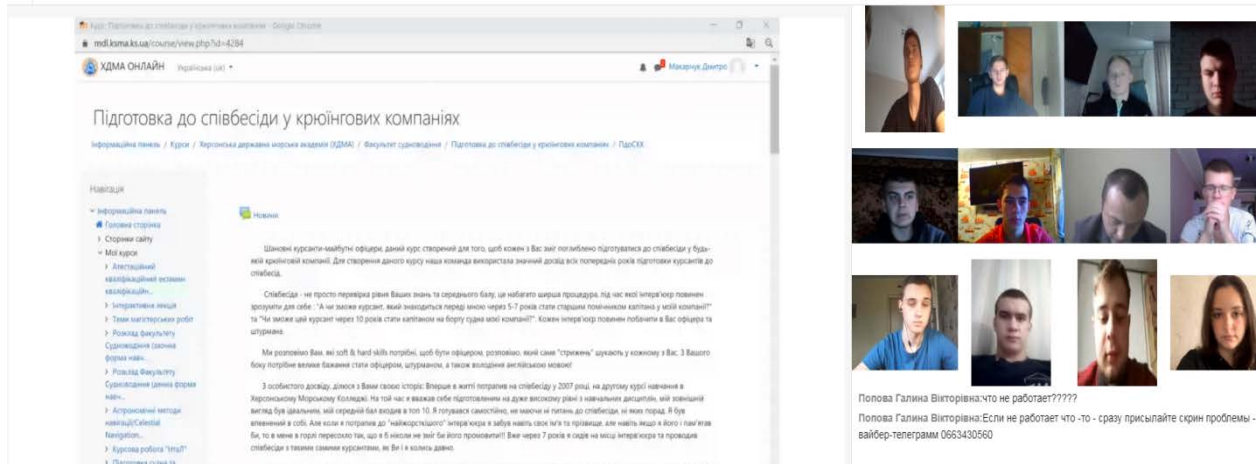 Курс: Підготовка до співбесіди у крюїнгових компаніях - Google Chrome
mdl.ksma.ks.ua/course/view.php?id=4284
ХДМА ОНЛАЙН Українська (uk)
Макарчук Дмитро
Підготовка до співбесіди у крюїнгових компаніях
Інформаційна панель / Курси / Херсонська державна морська академія (ХДМА) / Факультет судноводіння / Підготовка до співбесіди у крюїнгових компаніях / ПдоСКК
Навігація
Інформаційна панель
Головна сторінка
Сторінки сайту
Мої курси
Атестаційний
кваліфікаційний екзамен
кваліфікаційн...
Інтерактивна лекція
Теми магістерських робіт
Розклад факультету
Судноводіння (заочна
форма навч...
Розклад Факультету
Судноводіння (денна форма
навч...
Астрономічні методи
навігації/Celestial
Navigation...
Курсова робота "ІнтаЛ"
Підготовка судна та
Новини
Шановні курсанти-майбутні офіцери, даний курс створений для того, щоб кожен з Вас зміг поглиблено підготуватися до співбесіди у будь-
якій крюїнговій компанії. Для створення даного курсу наша команда використала значний досвід всіх попередніх років підготовки курсантів до
співбесід.
Співбесіда - не просто перевірка рівня Ваших знань та середнього балу, це набагато ширша процедура, під час якої інтерв'юєр повинен
зрозуміти для себе : "А чи зможе курсант, який знаходиться переді мною через 5-7 років стати старшим помічником капітана у моїй компанії?"
та "Чи зможе цей курсант через 10 років стати капітаном на борту судна моєї компанії?". Кожен інтерв'юєр повинен побачити в Вас офіцера та
штурмана.
Ми розповімо Вам, які soft & hard skills потрібні, щоб бути офіцером, розповімо, який саме "стрижень" шукають у кожному з Вас. З Вашого
боку потрібне велике бажання стати офіцером, штурманом, а також володіння англійською мовою!
З особистого досвіду, ділюся з Вами своєю історією: Вперше в житті потрапив на співбесіду у 2007 році, на другому курсі навчання в
Херсонському Морському Коледжі. На той час я вважав себе підготовленим на дуже високому рівні з навчальних дисциплін, мій зовнішній
вигляд був ідеальним, мій середній бал входив в топ 10. Я готувався самостійно, не маючи ні питань до співбесіди, ні яких порад. Я був
впевнений в собі. Але коли я потрапив до "найжорсткішого" інтерв'юєра я забув навіть своє ім'я та прізвище, але навіть якщо я його і пам'ятав
би, то в мене в горлі пересохло так, що я б ніколи не зміг би його промовити!! Вже через 7 років я сидів на місці інтерв'юєра та проводив
співбесіди з такими самими курсантами, як Ви і я колись давно.
Попова Галина Вікторівна:что не работает?????
Попова Галина Вікторівна:Если не работает что -то - сразу присылайте скрин проблемы -
вайбер-телеграмм 0663430560